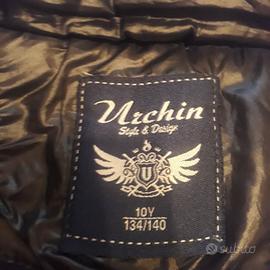 Urchin
Style & Design
U
10Y
134/140
subito